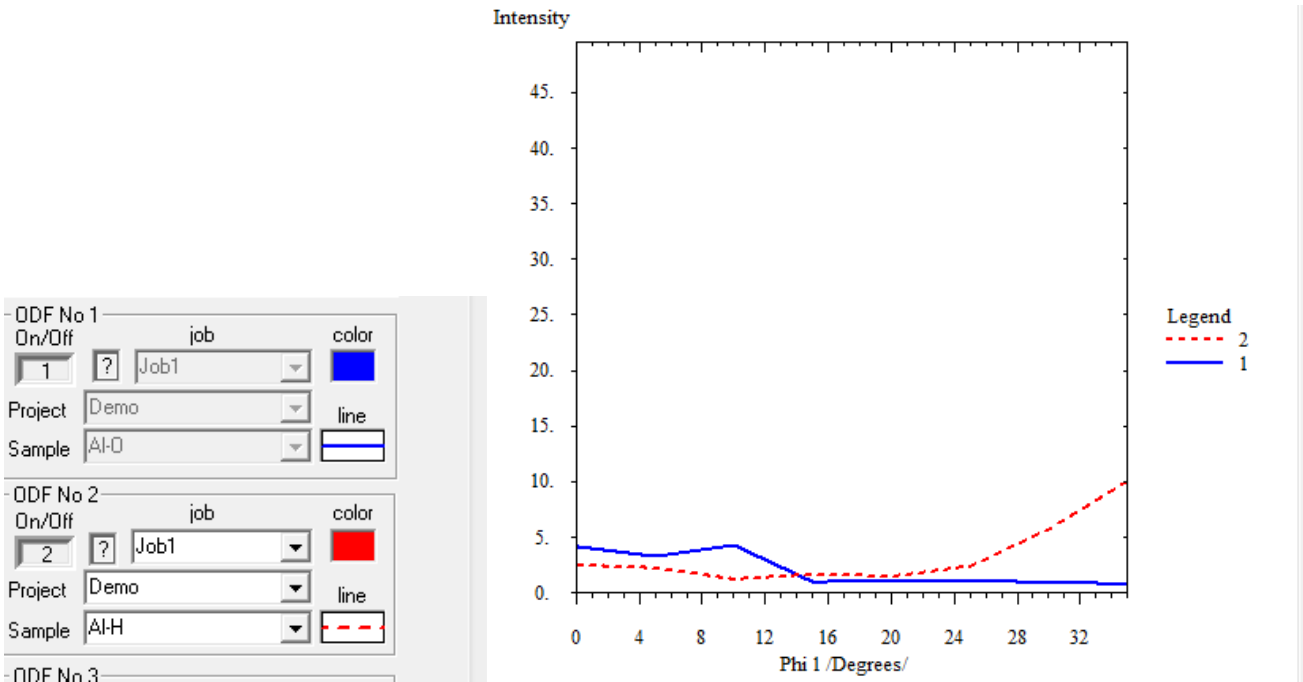 ODF No 1
On/Off job color
1 ? Job1
Project Demo line
Sample Al-O
ODF No 2
On/Off job color
2 ? Job1
Project Demo line
Sample Al-H
ODF No 3
Intensity
45.
40.
35.
30.
25.
20.
15.
10.
5.
0.
0 4 8 12 16 20 24 28 32
Phi 1 /Degrees/
Legend
2
1